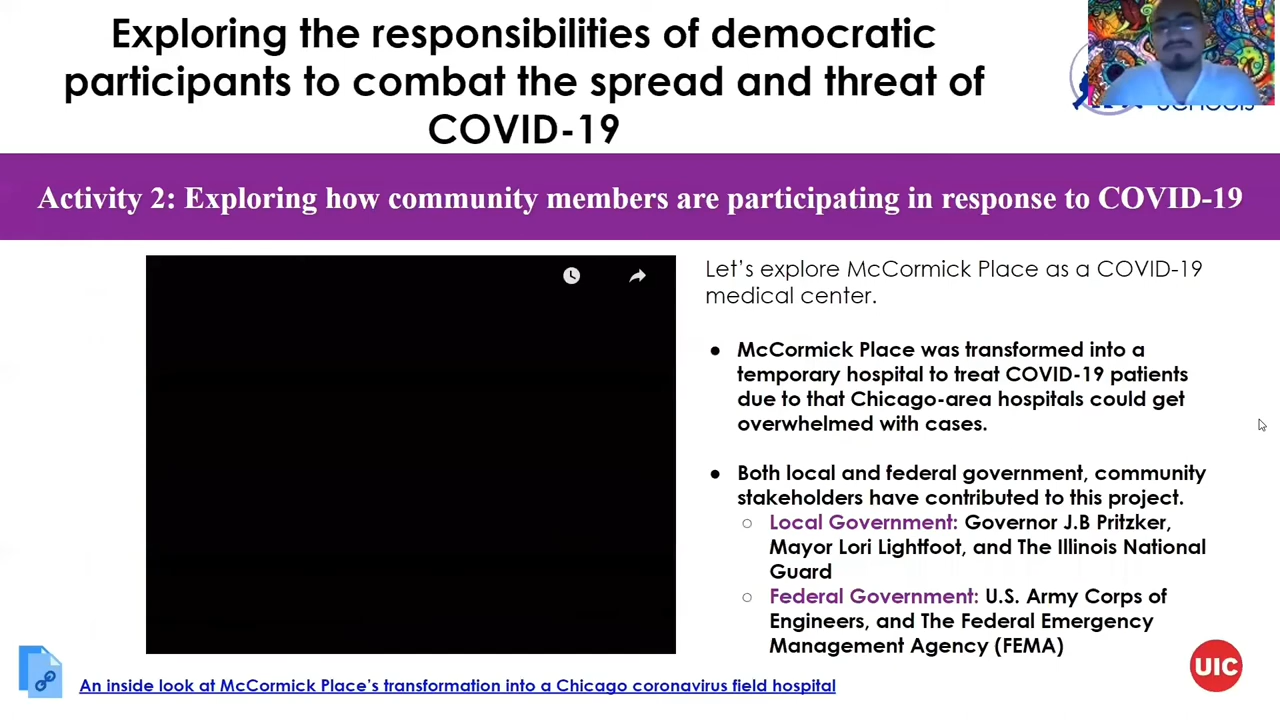 Exploring the responsibilities of democratic
participants to combat the spread and threat of
COVID-19
Activity 2: Exploring how community members are participating in response to COVID-19
Let's explore McCormick Place as a COVID-19
medical center.
● McCormick Place was transformed into a
temporary hospital to treat COVID-19 patients
due to that Chicago-area hospitals could get
overwhelmed with cases.
● Both local and federal government, community
stakeholders have contributed to this project.
○ Local Government: Governor J.B Pritzker,
Mayor Lori Lightfoot, and The Illinois National
Guard
○ Federal Government: U.S. Army Corps of
Engineers, and The Federal Emergency
Management Agency (FEMA)
An inside look at McCormick Place's transformation into a Chicago coronavirus field hospital
UIC